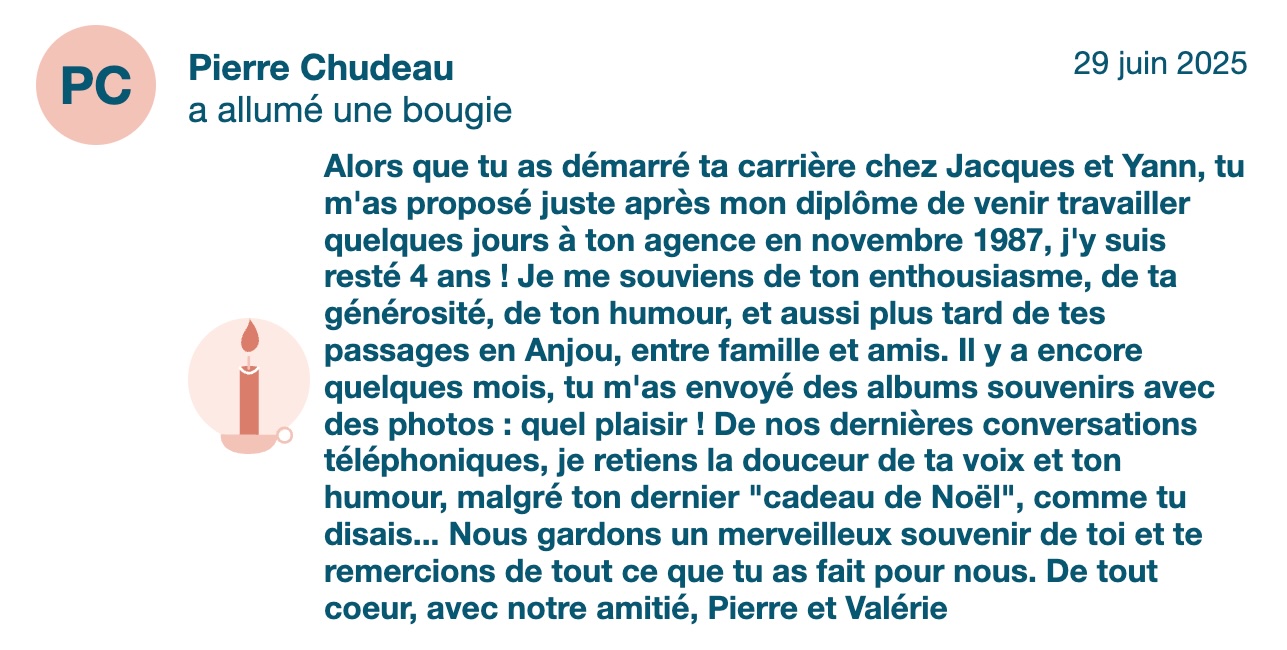 PC
Pierre Chudeau
29 juin 2025
a allumé une bougie
Alors que tu as démarré ta carrière chez Jacques et Yann, tu
m'as proposé juste après mon diplôme de venir travailler
quelques jours à ton agence en novembre 1987, j'y suis
resté 4 ans ! Je me souviens de ton enthousiasme, de ta
générosité, de ton humour, et aussi plus tard de tes
passages en Anjou, entre famille et amis. Il y a encore
quelques mois, tu m'as envoyé des albums souvenirs avec
des photos : quel plaisir ! De nos dernières conversations
téléphoniques, je retiens la douceur de ta voix et ton
humour, malgré ton dernier "cadeau de Noël", comme tu
disais... Nous gardons un merveilleux souvenir de toi et te
remercions de tout ce que tu as fait pour nous. De tout
coeur, avec notre amitié, Pierre et Valérie